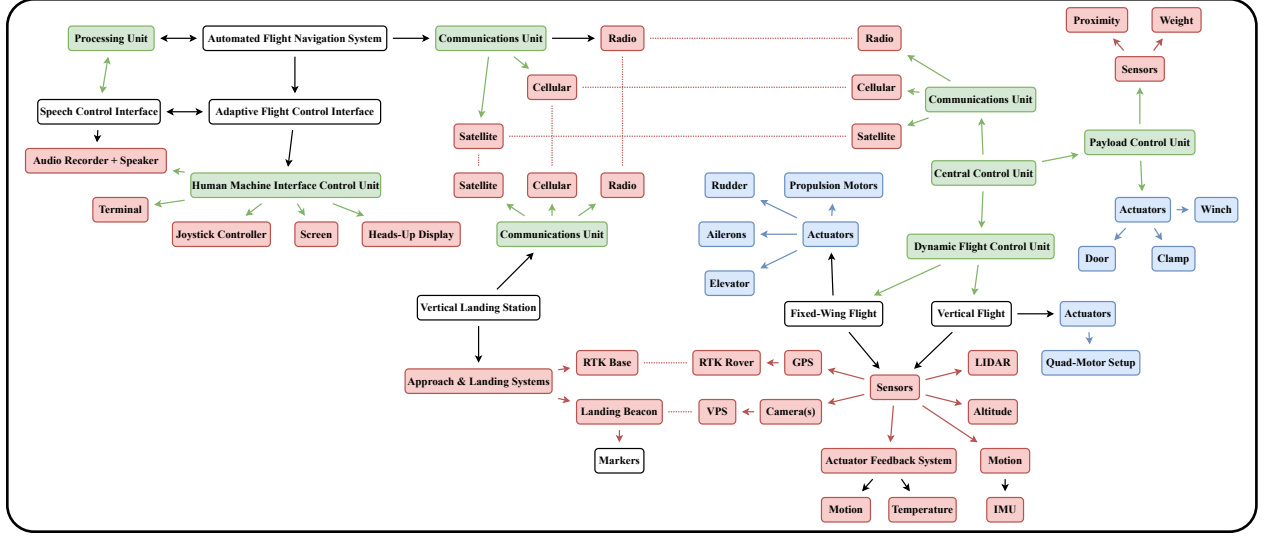 Proximity
Weight
Processing Unit
Automated Flight Navigation System
Communications Unit
Radio
Radio
Sensors
Cellular
Cellular
Communications Unit
Speech Control Interface
Adaptive Flight Control Interface
Satellite
Satellite
Payload Control Unit
Audio Recorder + Speaker
Human Machine Interface Control Unit
Satellite
Cellular
Radio
Rudder
Propulsion Motors
Central Control Unit
Terminal
Actuators
Winch
Joystick Controller
Screen
Heads-Up Display
Communications Unit
Ailerons
Actuators
Dynamic Flight Control Unit
Door
Clamp
Elevator
Vertical Landing Station
Fixed-Wing Flight
Vertical Flight
Actuators
RTK Base
RTK Rover
GPS
LIDAR
Quad-Motor Setup
Approach & Landing Systems
Sensors
Landing Beacon
VPS
Camera(s)
Altitude
Markers
Actuator Feedback System
Motion
Motion
Temperature
IMU